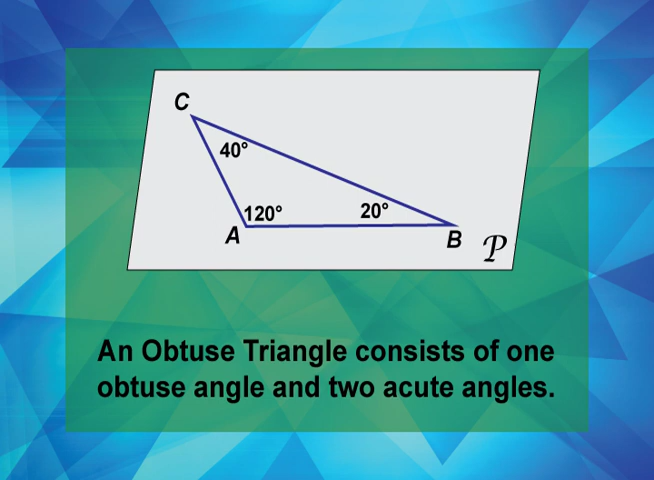 C
40°
120°
20°
A
B
𝒫
An Obtuse Triangle consists of one
obtuse angle and two acute angles.